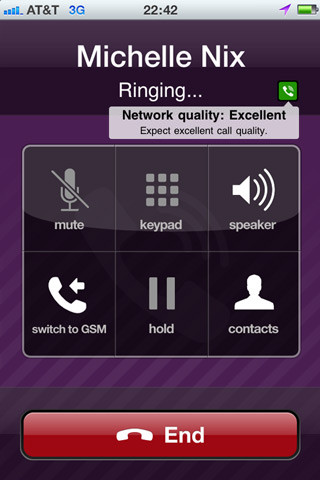 AT&T 3G 22:42
Michelle Nix
Ringing...
Network quality: Excellent
Expect excellent call quality.
mute keypad speaker
switch to GSM hold contacts
End